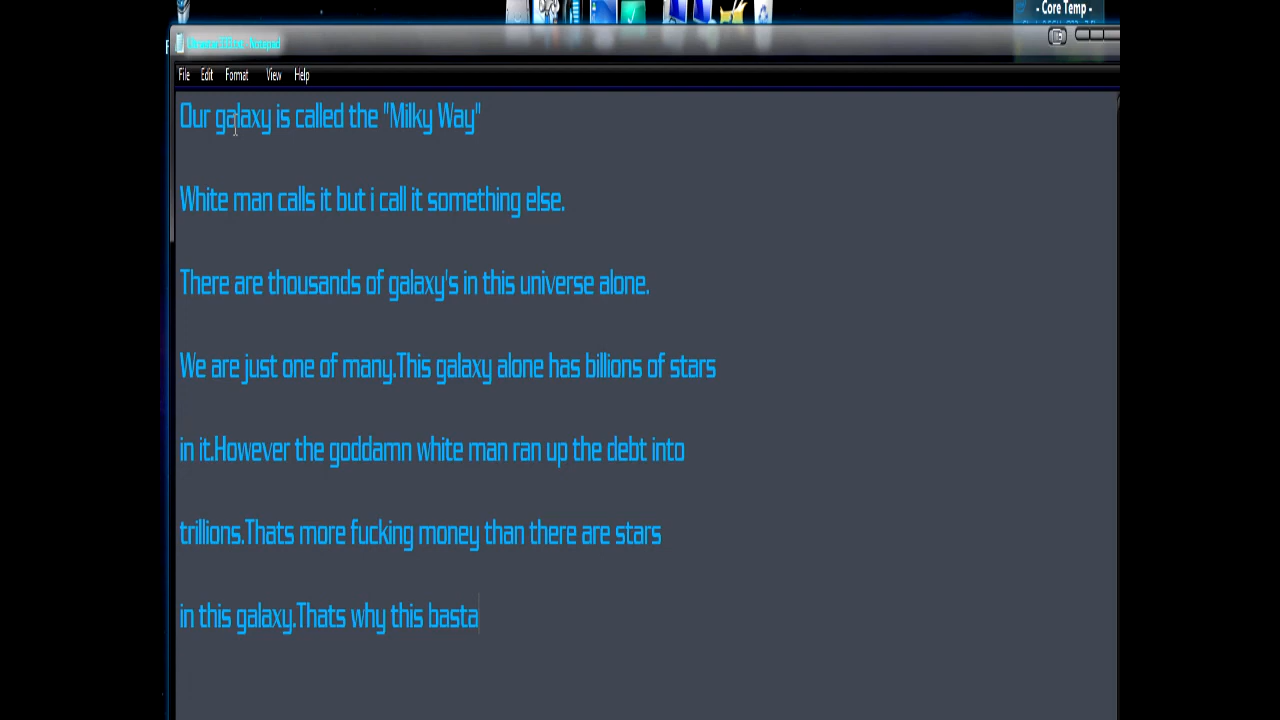 - Core Temp -
Notepad
File Edit Format View Help
Our galaxy is called the "Milky Way"
White man calls it but i call it something else.
There are thousands of galaxy's in this universe alone.
We are just one of many.This galaxy alone has billions of stars
in it.However the goddamn white man ran up the debt into
trillions.Thats more fucking money than there are stars
in this galaxy.Thats why this basta